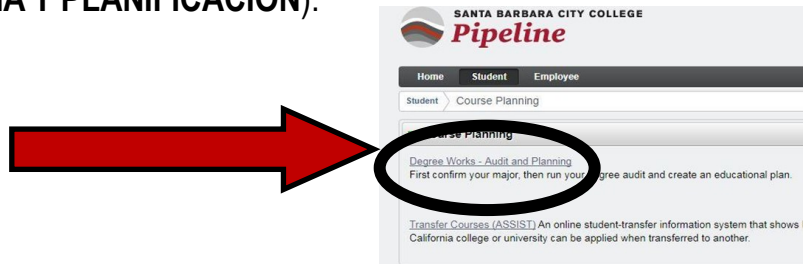 Y PLANIFICACIÓN).
SANTA BARBARA CITY COLLEGE
Pipeline
Home Student Employee
Student Course Planning
Planning
Degree Works - Audit and Planning
First confirm your major, then run your degree audit and create an educational plan.
Transfer Courses (ASSIST) An online student-transfer information system that shows
California college or university can be applied when transferred to another.